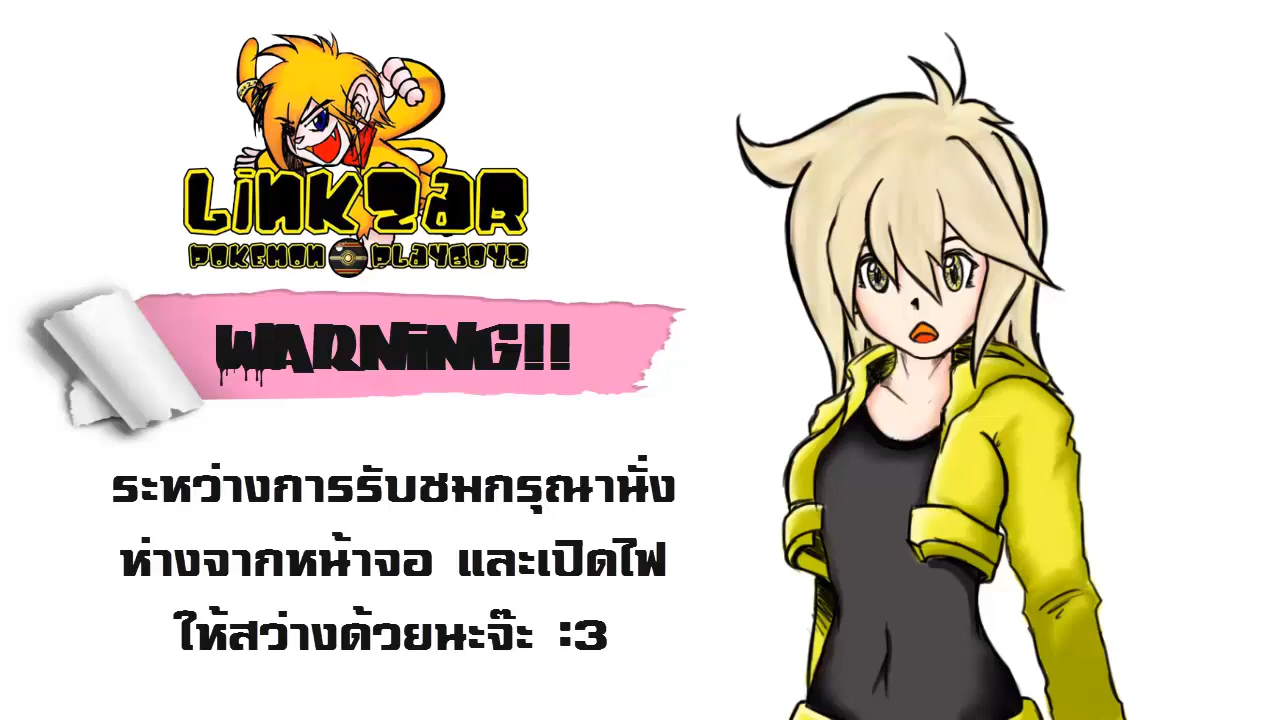 LINKZAR
POKEMON PLAYBOYZ
WARNING!!
ระหว่างการรับชมกรุณานั่ง
ห่างจากหน้าจอ และเปิดไฟ
ให้สว่างด้วยนะจ๊ะ :3